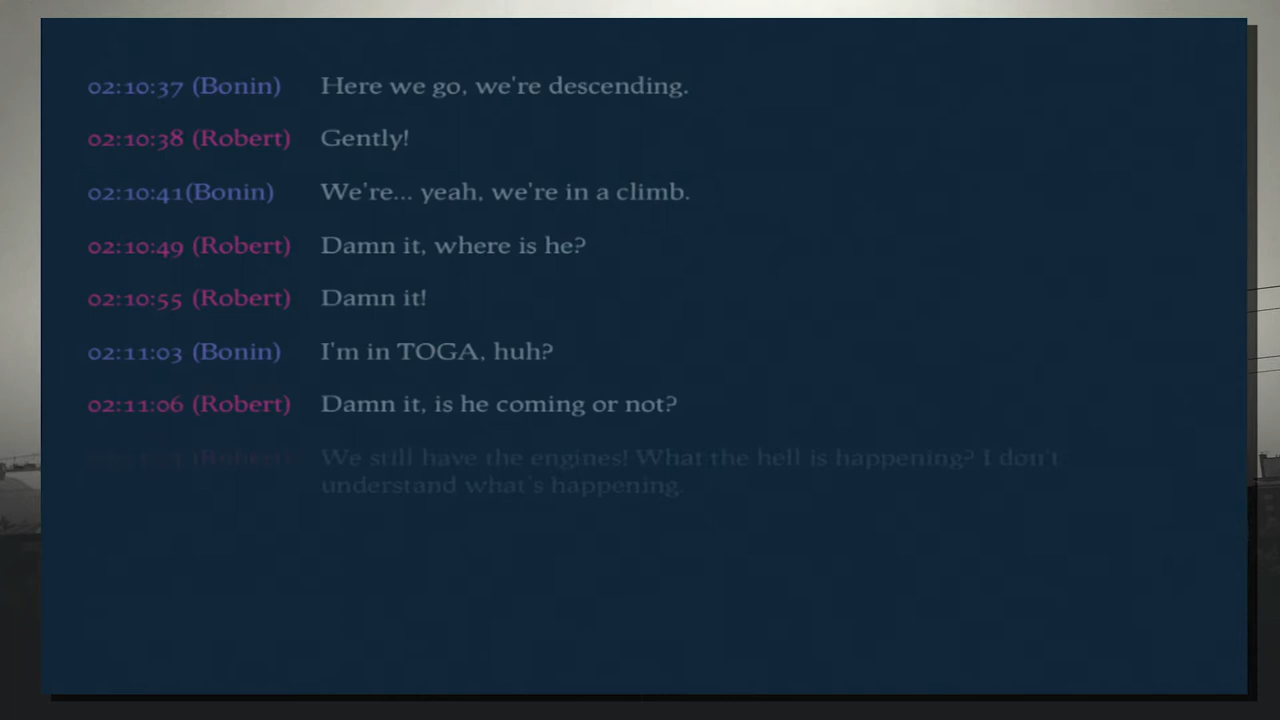 02:10:37 (Bonin) Here we go, we're descending.
02:10:38 (Robert) Gently!
02:10:41(Bonin) We're... yeah, we're in a climb.
02:10:49 (Robert) Damn it, where is he?
02:10:55 (Robert) Damn it!
02:11:03 (Bonin) I'm in TOGA, huh?
02:11:06 (Robert) Damn it, is he coming or not?
(Robert) We still have the engines! What the hell is happening? I don't
understand what's happening.